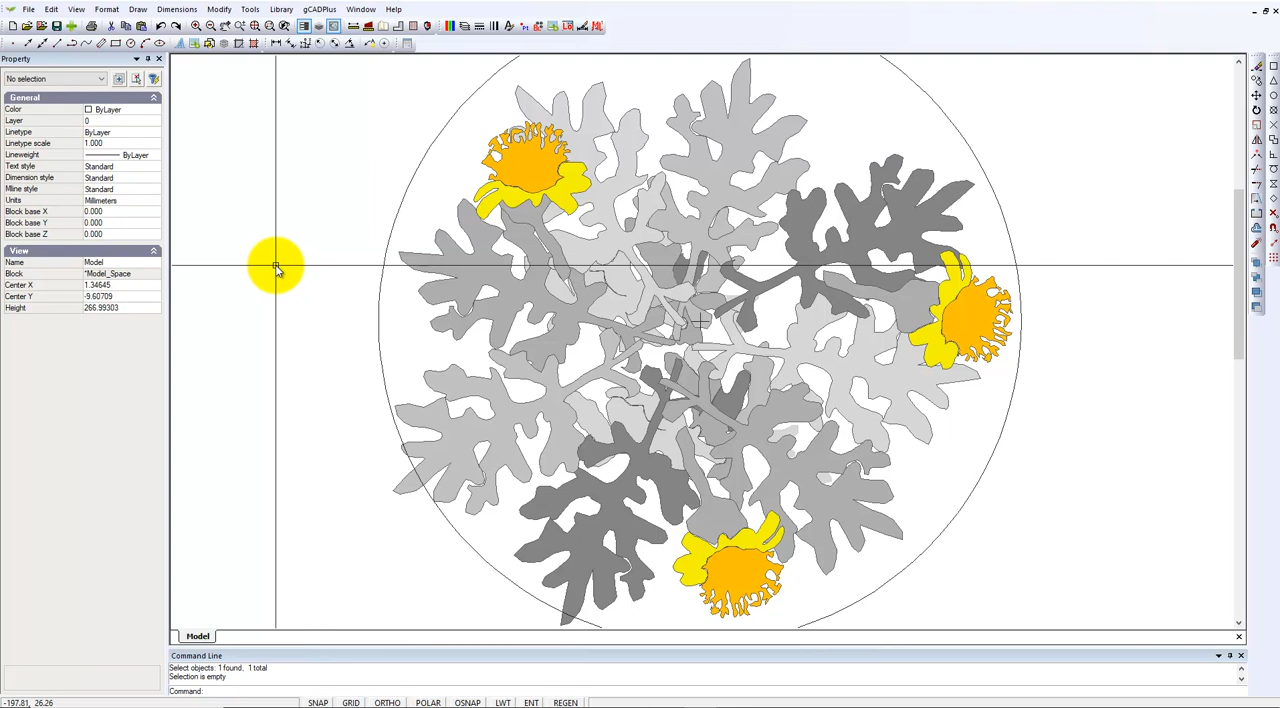 File Edit View Format Draw Dimensions Modify Tools Library gCADPlus Window Help
Property
No selection
General
Color ByLayer
Layer 0
Linetype ByLayer
Linetype scale 1.000
Lineweight ByLayer
Text style Standard
Dimension style Standard
Mline style Standard
Units Millimeters
Block base X 0.000
Block base Y 0.000
Block base Z 0.000
View
Name Model
Block *Model_Space
Center X 1.34645
Center Y -9.60709
Height 266.99303
Model
Command Line
Select objects: 1 found, 1 total
Selection is empty
Command:
-197.81, 26.26 SNAP GRID ORTHO POLAR OSNAP LWT ENT REGEN